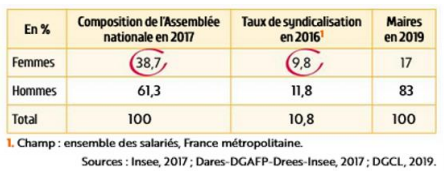 En % Composition de l'Assemblée nationale en 2017 Taux de syndicalisation en 2016¹ Maires en 2019
Femmes 38,7 9,8 17
Hommes 61,3 11,8 83
Total 100 10,8 100
1. Champ : ensemble des salariés, France métropolitaine.
Sources : Insee, 2017 ; Dares-DGAFP-Drees-Insee, 2017 ; DGCL, 2019.